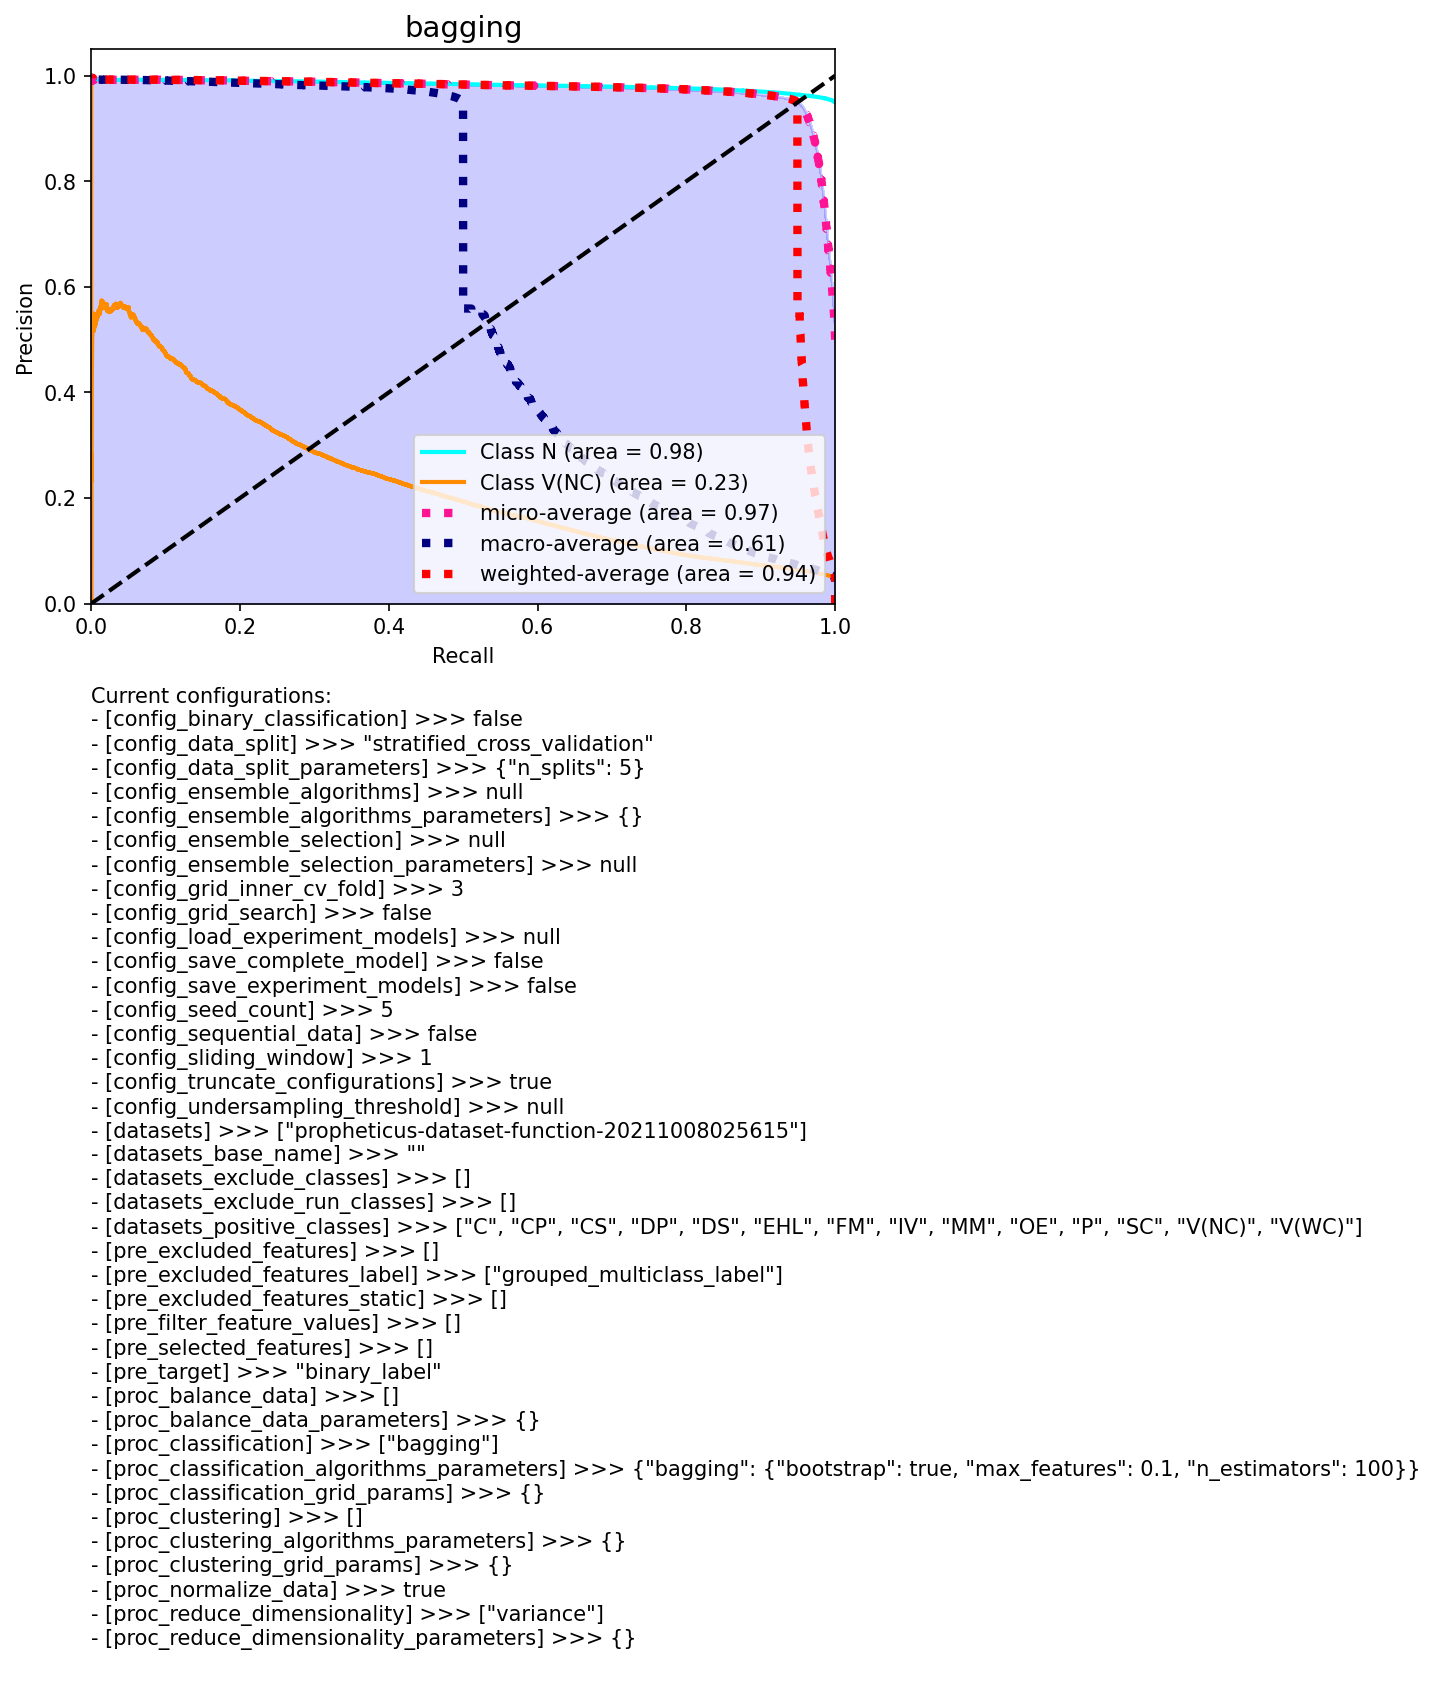 bagging
1.0
0.8
0.6
0.4
0.2
0.0
Precision
Class N (area = 0.98)
Class V(NC) (area = 0.23)
micro-average (area = 0.97)
macro-average (area = 0.61)
weighted-average (area = 0.94)
0.0 0.2 0.4 0.6 0.8 1.0
Recall
Current configurations:
- [config_binary_classification] >>> false
- [config_data_split] >>> "stratified_cross_validation"
- [config_data_split_parameters] >>> {"n_splits": 5}
- [config_ensemble_algorithms] >>> null
- [config_ensemble_algorithms_parameters] >>> {}
- [config_ensemble_selection] >>> null
- [config_ensemble_selection_parameters] >>> null
- [config_grid_inner_cv_fold] >>> 3
- [config_grid_search] >>> false
- [config_load_experiment_models] >>> null
- [config_save_complete_model] >>> false
- [config_save_experiment_models] >>> false
- [config_seed_count] >>> 5
- [config_sequential_data] >>> false
- [config_sliding_window] >>> 1
- [config_truncate_configurations] >>> true
- [config_undersampling_threshold] >>> null
- [datasets] >>> ["propheticus-dataset-function-20211008025615"]
- [datasets_base_name] >>> ""
- [datasets_exclude_classes] >>> []
- [datasets_exclude_run_classes] >>> []
- [datasets_positive_classes] >>> ["C", "CP", "CS", "DP", "DS", "EHL", "FM", "IV", "MM", "OE", "P", "SC", "V(NC)", "V(WC)"]
- [pre_excluded_features] >>> []
- [pre_excluded_features_label] >>> ["grouped_multiclass_label"]
- [pre_excluded_features_static] >>> []
- [pre_filter_feature_values] >>> []
- [pre_selected_features] >>> []
- [pre_target] >>> "binary_label"
- [proc_balance_data] >>> []
- [proc_balance_data_parameters] >>> {}
- [proc_classification] >>> ["bagging"]
- [proc_classification_algorithms_parameters] >>> {"bagging": {"bootstrap": true, "max_features": 0.1, "n_estimators": 100}}
- [proc_classification_grid_params] >>> {}
- [proc_clustering] >>> []
- [proc_clustering_algorithms_parameters] >>> {}
- [proc_clustering_grid_params] >>> {}
- [proc_normalize_data] >>> true
- [proc_reduce_dimensionality] >>> ["variance"]
- [proc_reduce_dimensionality_parameters] >>> {}